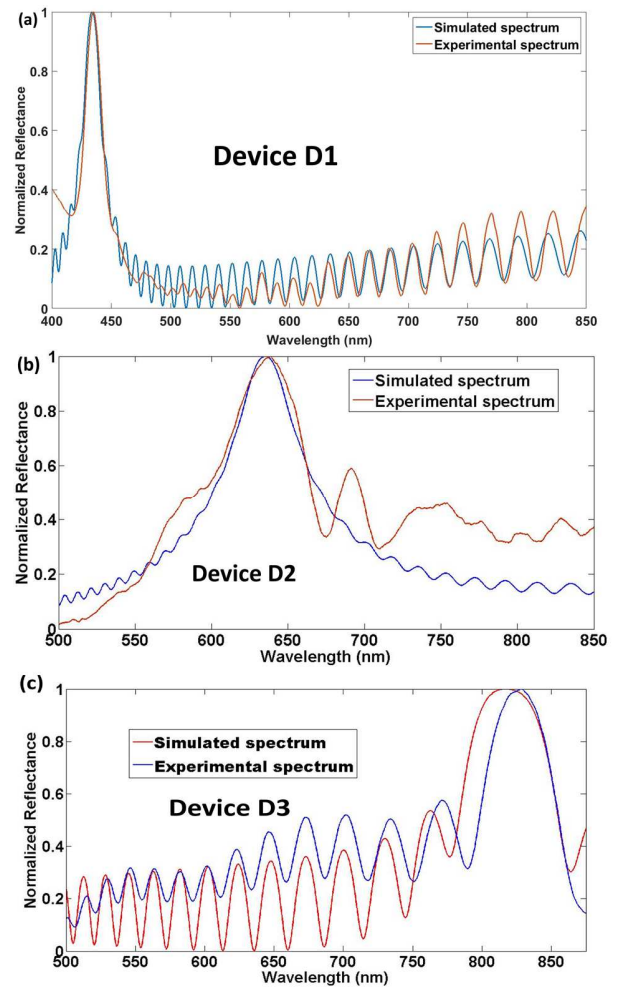 (a)
1
0.8
0.6
0.4
0.2
0
Normalized Reflectance
Simulated spectrum
Experimental spectrum
Device D1
400 450 500 550 600 650 700 750 800 850
Wavelength (nm)
(b)
1
0.8
0.6
0.4
0.2
0
Normalized Reflectance
Simulated spectrum
Experimental spectrum
Device D2
500 550 600 650 700 750 800 850
Wavelength (nm)
(c)
1
0.8
0.6
0.4
0.2
0
Normalized Reflectance
Simulated spectrum
Experimental spectrum
Device D3
500 550 600 650 700 750 800 850
Wavelength (nm)